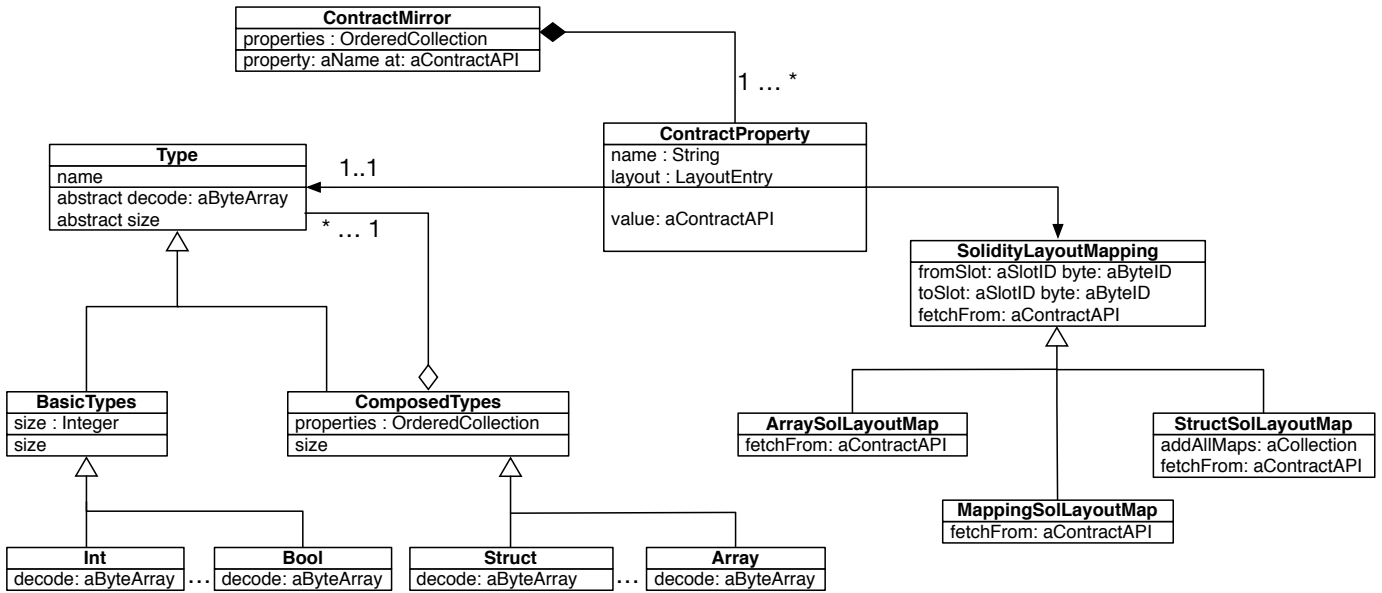 ContractMirror
properties : OrderedCollection
property: aName at: aContractAPI
1 ... *
ContractProperty
name : String
layout : LayoutEntry
value: aContractAPI
Type
name
abstract decode: aByteArray
abstract size
1..1
* ... 1
SolidityLayoutMapping
fromSlot: aSlotID byte: aByteID
toSlot: aSlotID byte: aByteID
fetchFrom: aContractAPI
BasicTypes
size : Integer
size
ComposedTypes
properties : OrderedCollection
size
ArraySolLayoutMap
fetchFrom: aContractAPI
StructSolLayoutMap
addAllMaps: aCollection
fetchFrom: aContractAPI
MappingSolLayoutMap
fetchFrom: aContractAPI
Int
decode: aByteArray
...
Bool
decode: aByteArray
Struct
decode: aByteArray
...
Array
decode: aByteArray